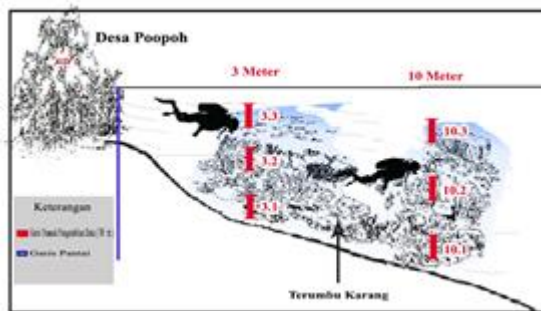 Desa Poopoh
3 Meter
10 Meter
3.3
10.3
3.2
10.2
3.1
10.1
Keterangan
Garis Pantai
Terumbu Karang